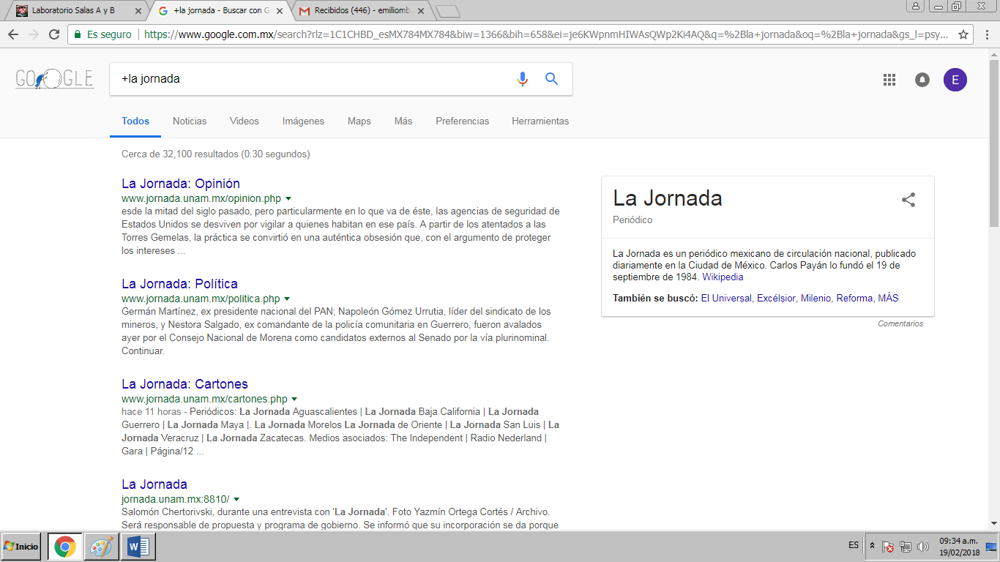 Laboratorio Salas A y B
+la jornada - Buscar con G
Recibidos (446) - emiliomb
Es seguro
https://www.google.com.mx/search?rlz=1C1CHBD_esMX784MX784&biw=1366&bih=658&ei=je6KWpnmHIWAsQWp2Ki4AQ&q=%2Bla+jornada&oq=%2Bla+jornada&gs_l=psy...
GOOGLE
+la jornada
E
Todos
Noticias
Videos
Imágenes
Maps
Más
Preferencias
Herramientas
Cerca de 32,100 resultados (0.30 segundos)
La Jornada: Opinión
www.jornada.unam.mx/opinion.php
esde la mitad del siglo pasado, pero particularmente en lo que va de éste, las agencias de seguridad de
Estados Unidos se desviven por vigilar a quienes habitan en ese país. A partir de los atentados a las
Torres Gemelas, la práctica se convirtió en una auténtica obsesión que, con el argumento de proteger
los intereses ...
La Jornada: Política
www.jornada.unam.mx/politica.php
Germán Martínez, ex presidente nacional del PAN; Napoleón Gómez Urrutia, líder del sindicato de los
mineros, y Nestora Salgado, ex comandante de la policía comunitaria en Guerrero, fueron avalados
ayer por el Consejo Nacional de Morena como candidatos externos al Senado por la vía plurinominal.
Continuar.
La Jornada: Cartones
www.jornada.unam.mx/cartones.php
hace 11 horas - Periódicos: La Jornada Aguascalientes | La Jornada Baja California | La Jornada
Guerrero | La Jornada Maya |. La Jornada Morelos La Jornada de Oriente | La Jornada San Luis | La
Jornada Veracruz | La Jornada Zacatecas. Medios asociados: The Independent | Radio Nederland |
Gara | Página/12 ...
La Jornada
jornada.unam.mx:8810/
Salomón Chertorivski, durante una entrevista con 'La Jornada'. Foto Yazmín Ortega Cortés / Archivo.
Será responsable de propuesta y programa de gobierno. Se informó que su incorporación se da porque
La Jornada
Periódico
La Jornada es un periódico mexicano de circulación nacional, publicado
diariamente en la Ciudad de México. Carlos Payán lo fundó el 19 de
septiembre de 1984. Wikipedia
También se buscó: El Universal, Excélsior, Milenio, Reforma, MÁS
Comentarios
Inicio
ES
09:34 a.m.
19/02/2018